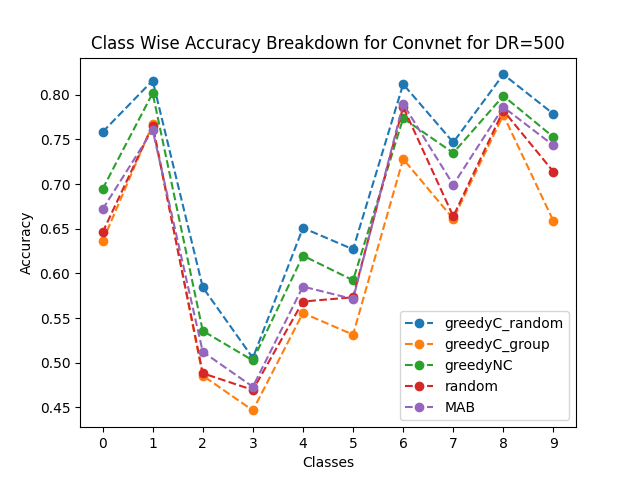 Class Wise Accuracy Breakdown for Convnet for DR=500
Accuracy
0.80
0.75
0.70
0.65
0.60
0.55
0.50
0.45
greedyC_random
greedyC_group
greedyNC
random
MAB
0 1 2 3 4 5 6 7 8 9
Classes